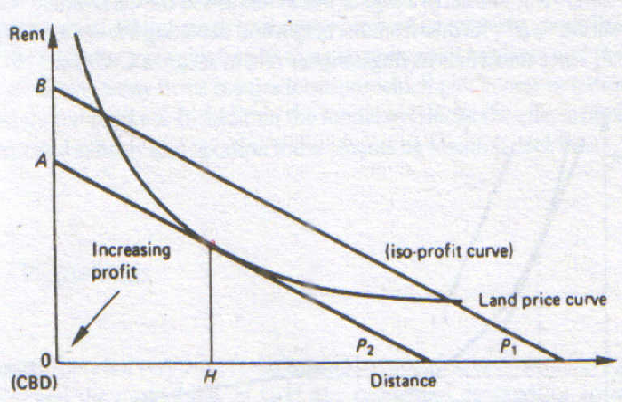 Rent
B
A
Increasing
profit
(iso-profit curve)
Land price curve
P2
P1
0
(CBD)
H
Distance